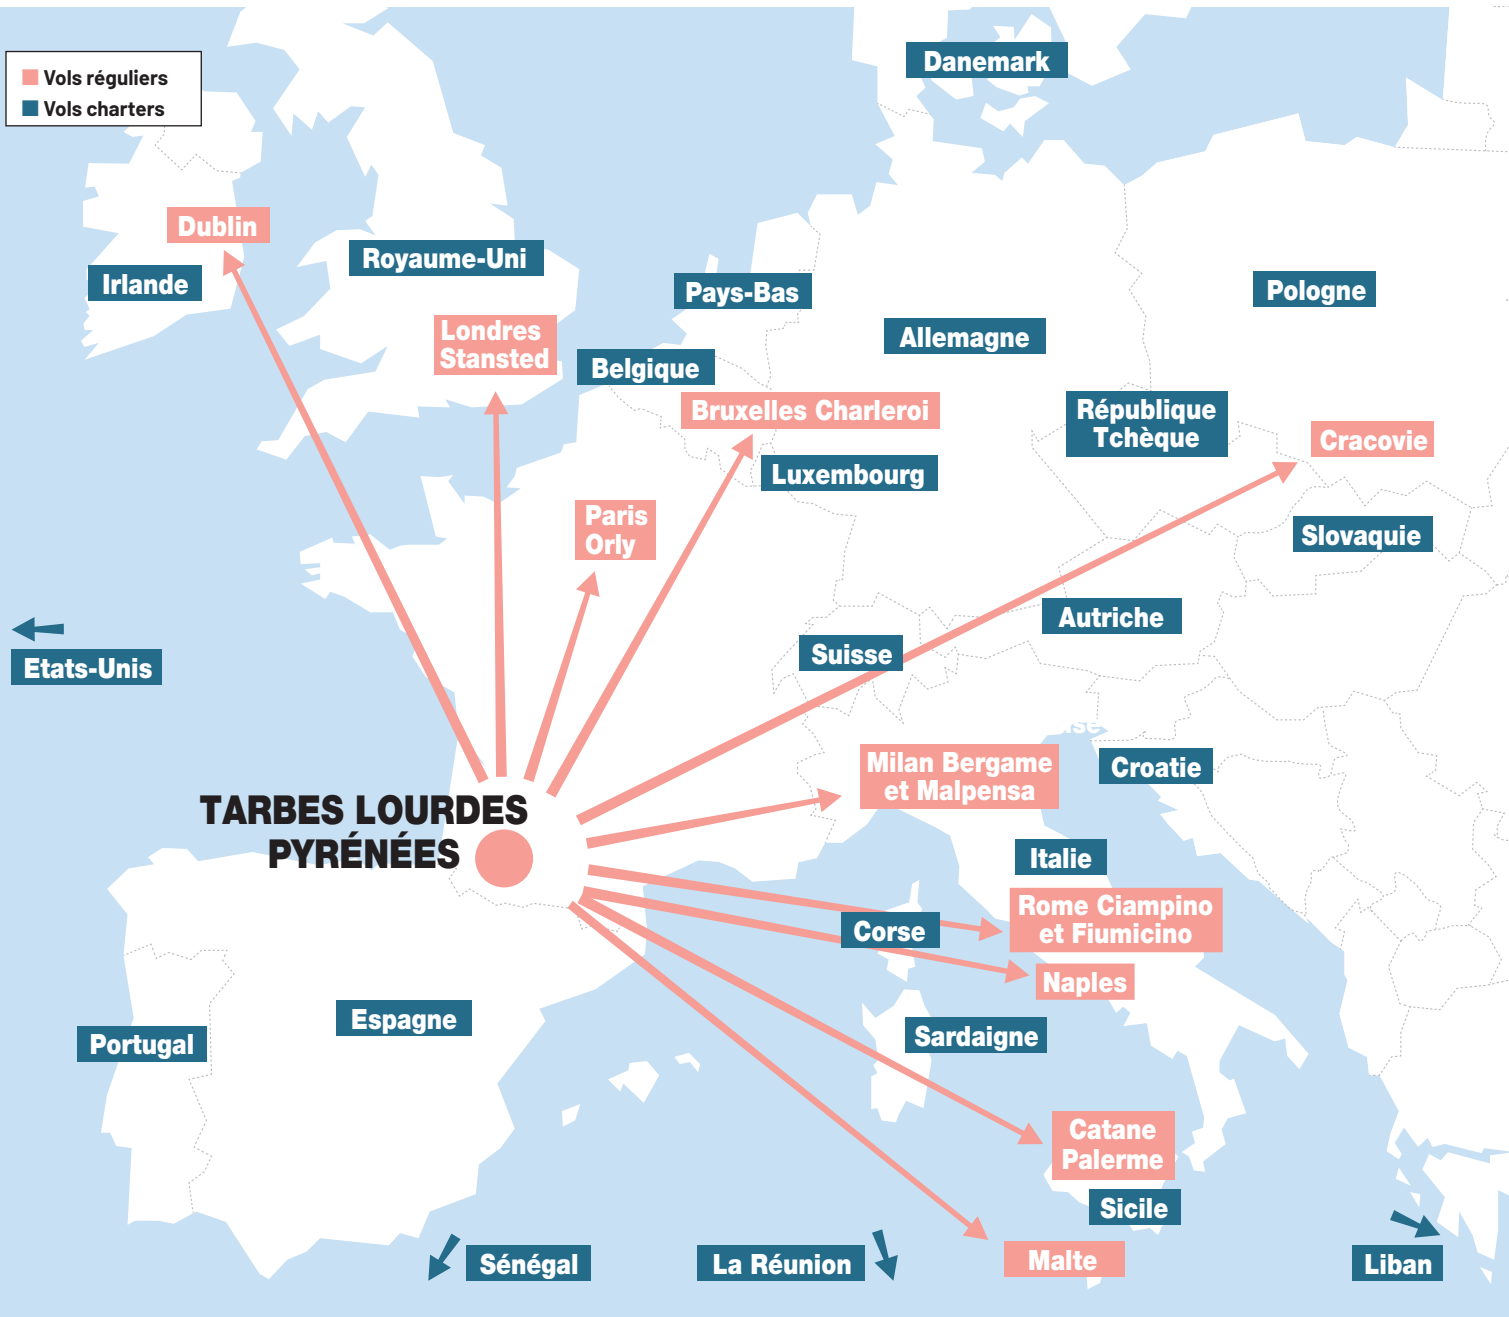 Vols réguliers
Vols charters
Danemark
Dublin
Royaume-Uni
Irlande
Pays-Bas
Pologne
Londres
Stansted
Allemagne
Belgique
Bruxelles Charleroi
République
Tchèque
Cracovie
Luxembourg
Paris
Orly
Slovaquie
Autriche
Suisse
Etats-Unis
Milan Bergame
et Malpensa
Croatie
TARBES LOURDES
PYRÉNÉES
Italie
Rome Ciampino
et Fiumicino
Corse
Naples
Espagne
Portugal
Sardaigne
Catane
Palerme
Sicile
Sénégal
La Réunion
Malte
Liban